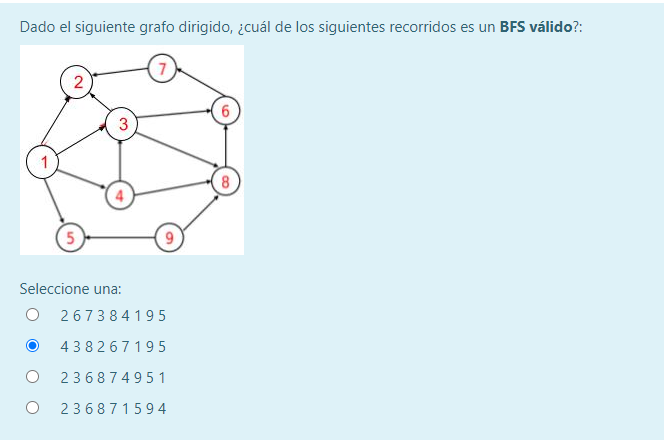 Dado el siguiente grafo dirigido, ¿cuál de los siguientes recorridos es un BFS válido?:
7
2
6
3
1
8
4
5
9
Seleccione una:
2 6 7 3 8 4 1 9 5
4 3 8 2 6 7 1 9 5
2 3 6 8 7 4 9 5 1
2 3 6 8 7 1 5 9 4